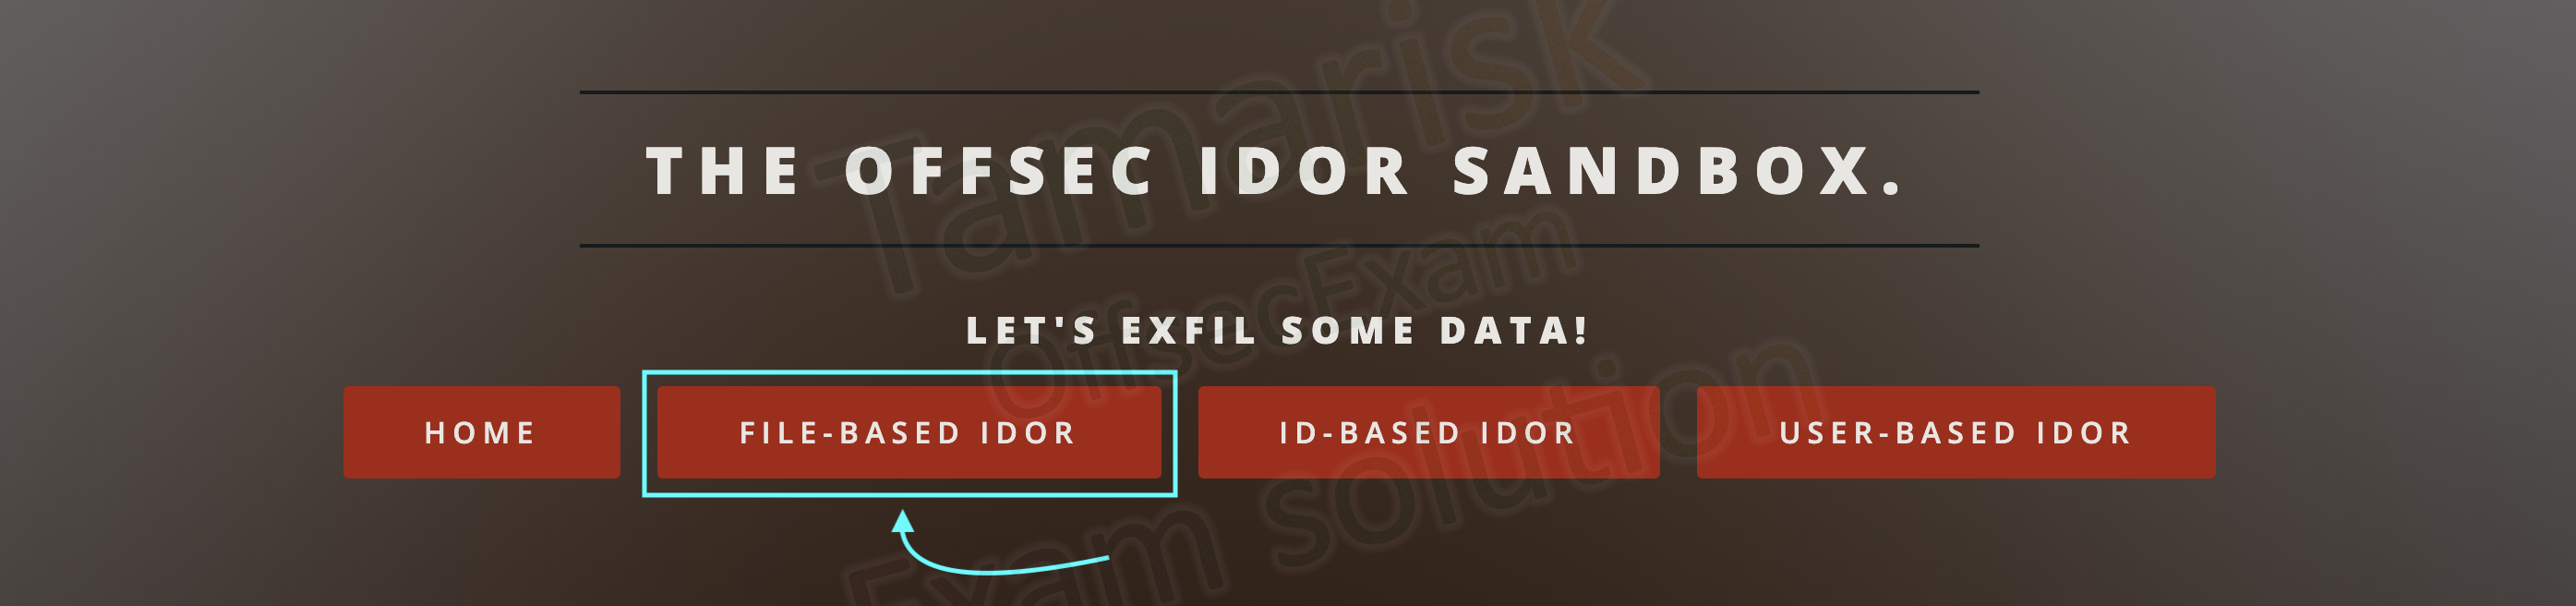 THE OFFSEC IDOR SANDBOX.
LET'S EXFIL SOME DATA!
HOME
FILE-BASED IDOR
ID-BASED IDOR
USER-BASED IDOR
Tamarisk
OffsecExam
Exam solution